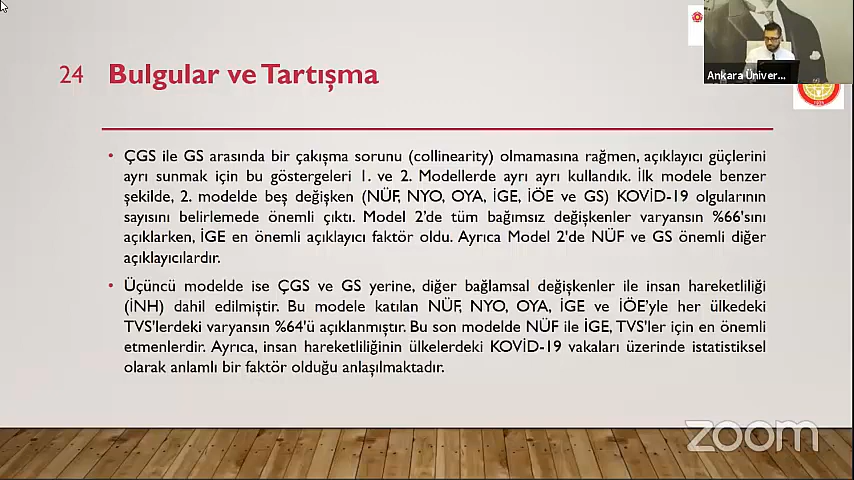 24
Bulgular ve Tartışma
Ankara Üniver...
• ÇGS ile GS arasında bir çakışma sorunu (collinearity) olmamasına rağmen, açıklayıcı güçlerini
ayrı sunmak için bu göstergeleri 1. ve 2. Modellerde ayrı ayrı kullandık. İlk modele benzer
şekilde, 2. modelde beş değişken (NÜF, NYO, OYA, İGE, İÖE ve GS) KOVİD-19 olgularının
sayısını belirlemede önemli çıktı. Model 2'de tüm bağımsız değişkenler varyansın %66'sını
açıklarken, İGE en önemli açıklayıcı faktör oldu. Ayrıca Model 2'de NÜF ve GS önemli diğer
açıklayıcılardır.
• Üçüncü modelde ise ÇGS ve GS yerine, diğer bağlamsal değişkenler ile insan hareketliliği
(İNH) dahil edilmiştir. Bu modele katılan NÜF, NYO, OYA, İGE ve İÖE'yle her ülkedeki
TVS'lerdeki varyansın %64'ü açıklanmıştır. Bu son modelde NÜF ile İGE, TVS'ler için en önemli
etmenlerdir. Ayrıca, insan hareketliliğinin ülkelerdeki KOVİD-19 vakaları üzerinde istatistiksel
olarak anlamlı bir faktör olduğu anlaşılmaktadır.
zoom